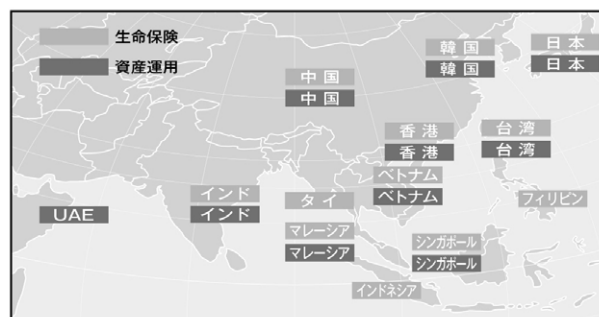 生命保険
資産運用
韓国
韓国
日本
日本
中国
中国
香港
香港
台湾
台湾
ベトナム
ベトナム
インド
インド
タイ
フィリピン
UAE
マレーシア
マレーシア
シンガポール
シンガポール
インドネシア